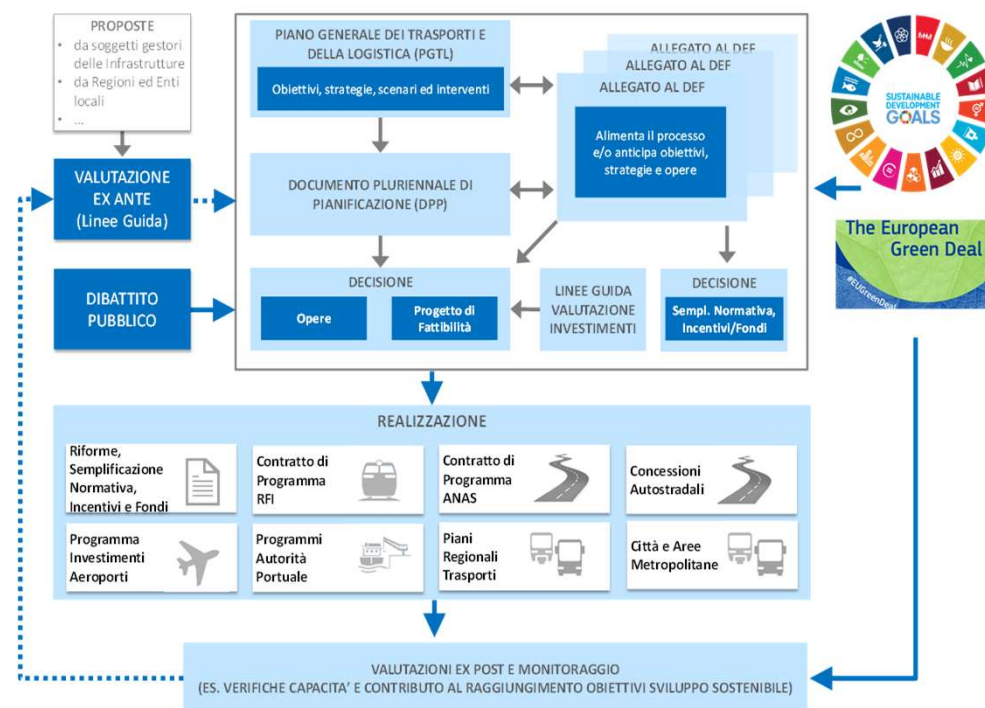 PROPOSTE
• da soggetti gestori
delle Infrastrutture
• da Regioni ed Enti
locali
• ...
VALUTAZIONE
EX ANTE
(Linee Guida)
DIBATTITO
PUBBLICO
PIANO GENERALE DEI TRASPORTI E
DELLA LOGISTICA (PGTL)
Obiettivi, strategie, scenari ed interventi
DOCUMENTO PLURIENNALE DI
PIANIFICAZIONE (DPP)
DECISIONE
Opere
Progetto di
Fattibilità
ALLEGATO AL DEF
ALLEGATO AL DEF
ALLEGATO AL DEF
Alimenta il processo
e/o anticipa obiettivi,
strategie e opere
LINEE GUIDA
VALUTAZIONE
INVESTIMENTI
DECISIONE
Sempl. Normativa,
Incentivi/Fondi
SUSTAINABLE
DEVELOPMENT
GOALS
The European
Green Deal
#EUGreenDeal
REALIZZAZIONE
Riforme,
Semplificazione
Normativa,
Incentivi e Fondi
Contratto di
Programma
RFI
Contratto di
Programma
ANAS
Concessioni
Autostradali
Programma
Investimenti
Aeroporti
Programmi
Autorità
Portuale
Piani
Regionali
Trasporti
Città e Aree
Metropolitane
VALUTAZIONI EX POST E MONITORAGGIO
(ES. VERIFICHE CAPACITA' E CONTRIBUTO AL RAGGIUNGIMENTO OBIETTIVI SVILUPPO SOSTENIBILE)